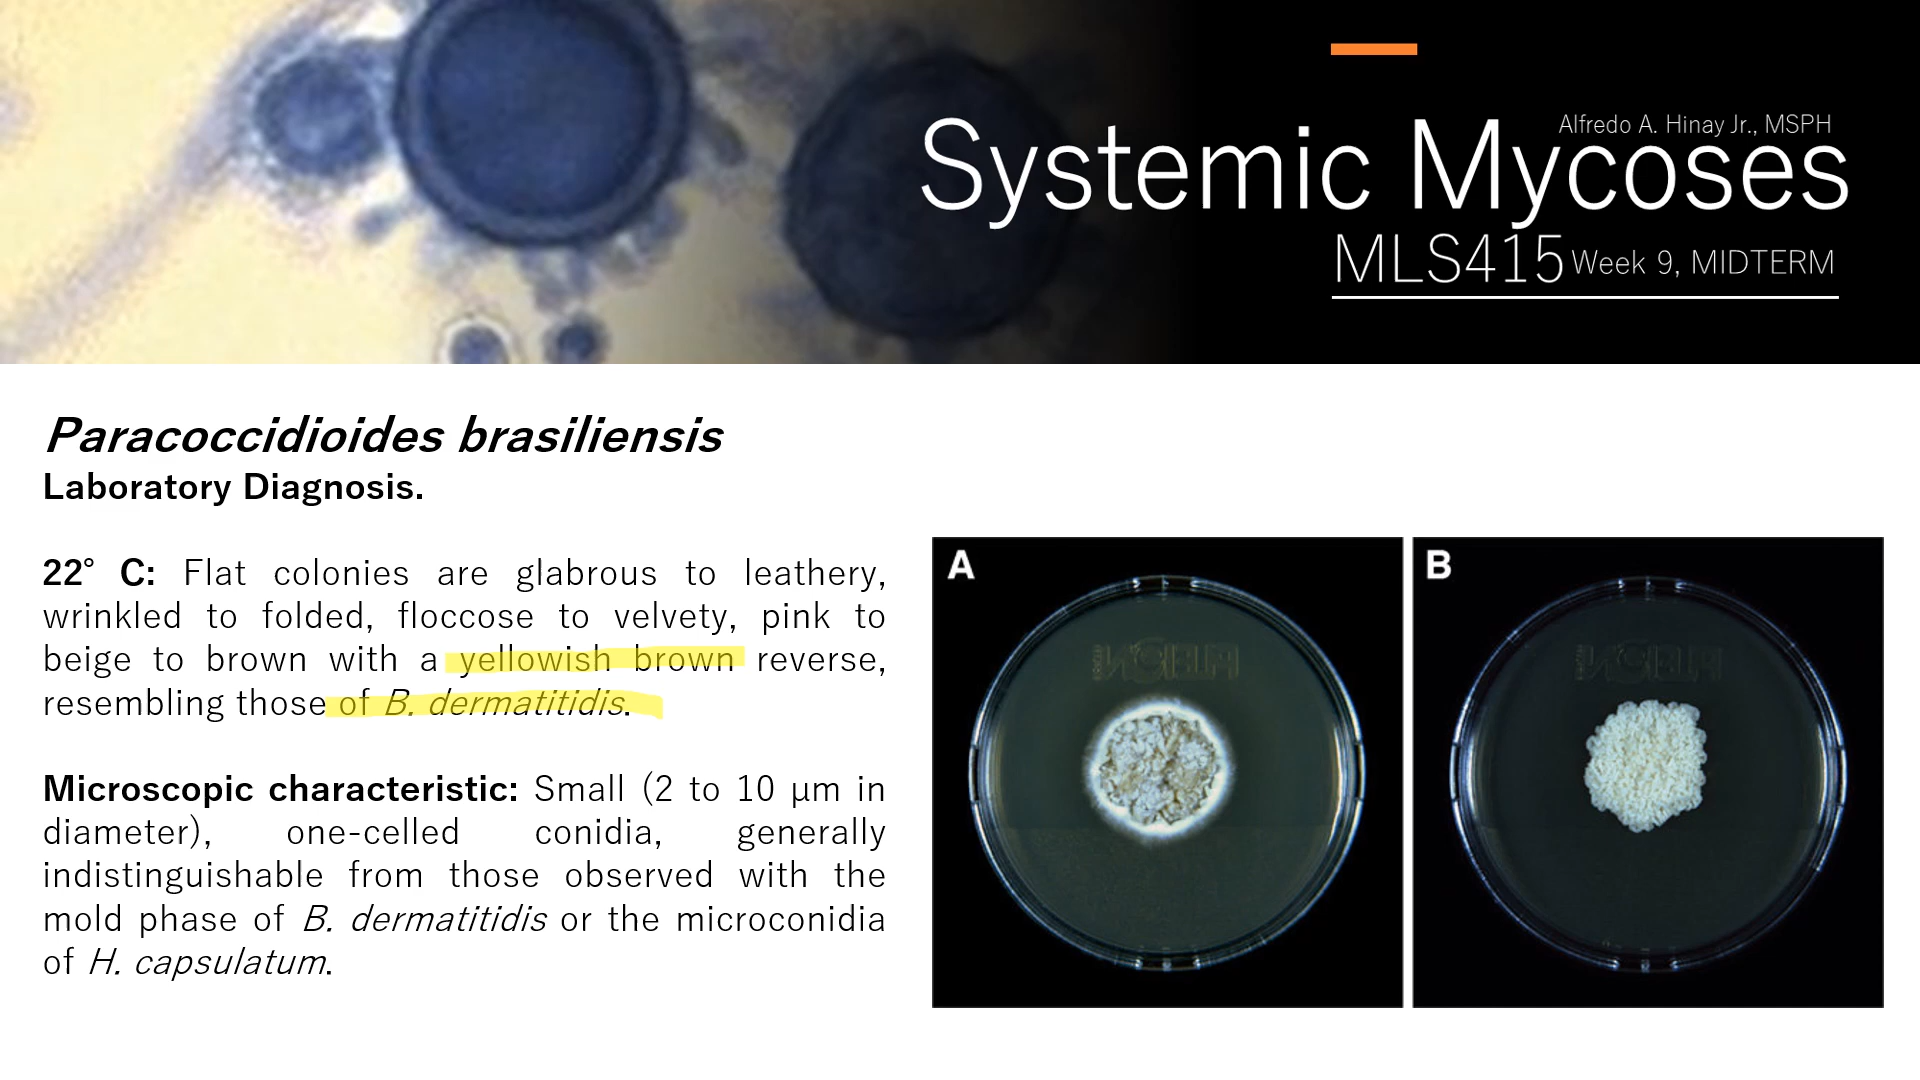 Alfredo A. Hinay Jr., MSPH
Systemic Mycoses
MLS415 Week 9, MIDTERM
Paracoccidioides brasiliensis
Laboratory Diagnosis.
22° C: Flat colonies are glabrous to leathery,
wrinkled to folded, floccose to velvety, pink to
beige to brown with a yellowish brown reverse,
resembling those of B. dermatitidis.
Microscopic characteristic: Small (2 to 10 μm in
diameter), one-celled conidia, generally
indistinguishable from those observed with the
mold phase of B. dermatitidis or the microconidia
of H. capsulatum.
A
B